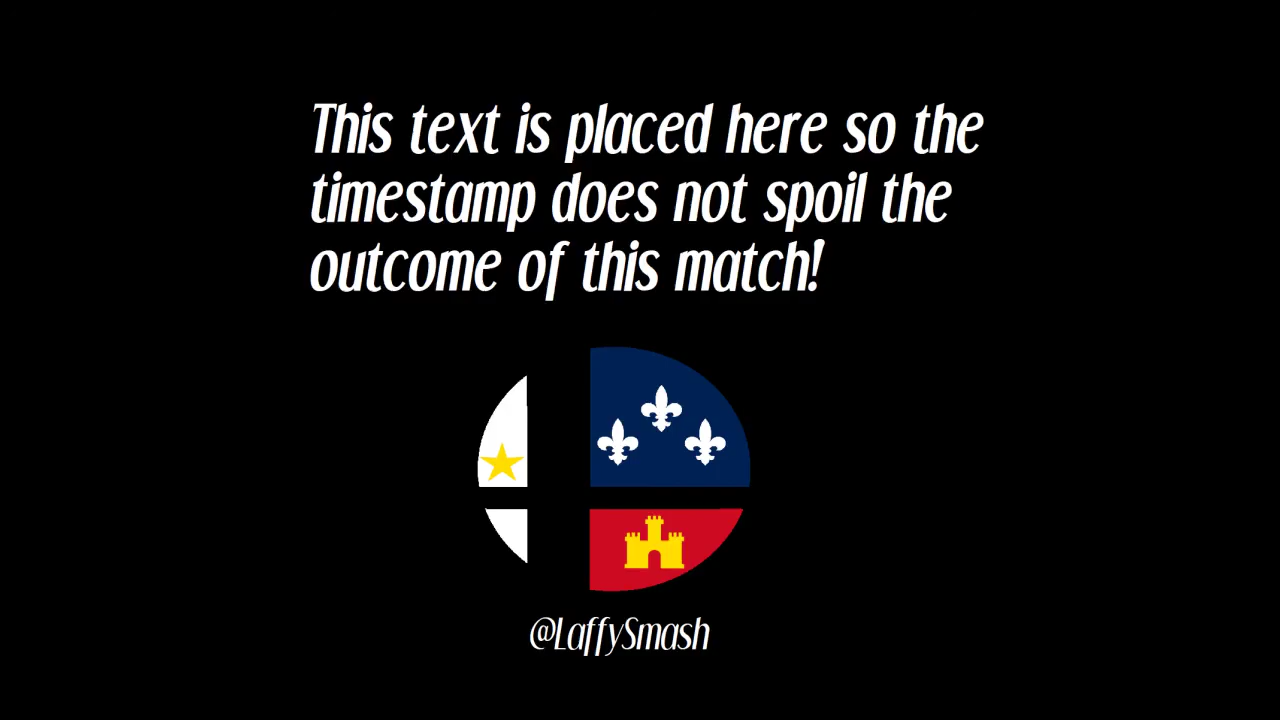 This text is placed here so the
timestamp does not spoil the
outcome of this match!
@LaffySmash